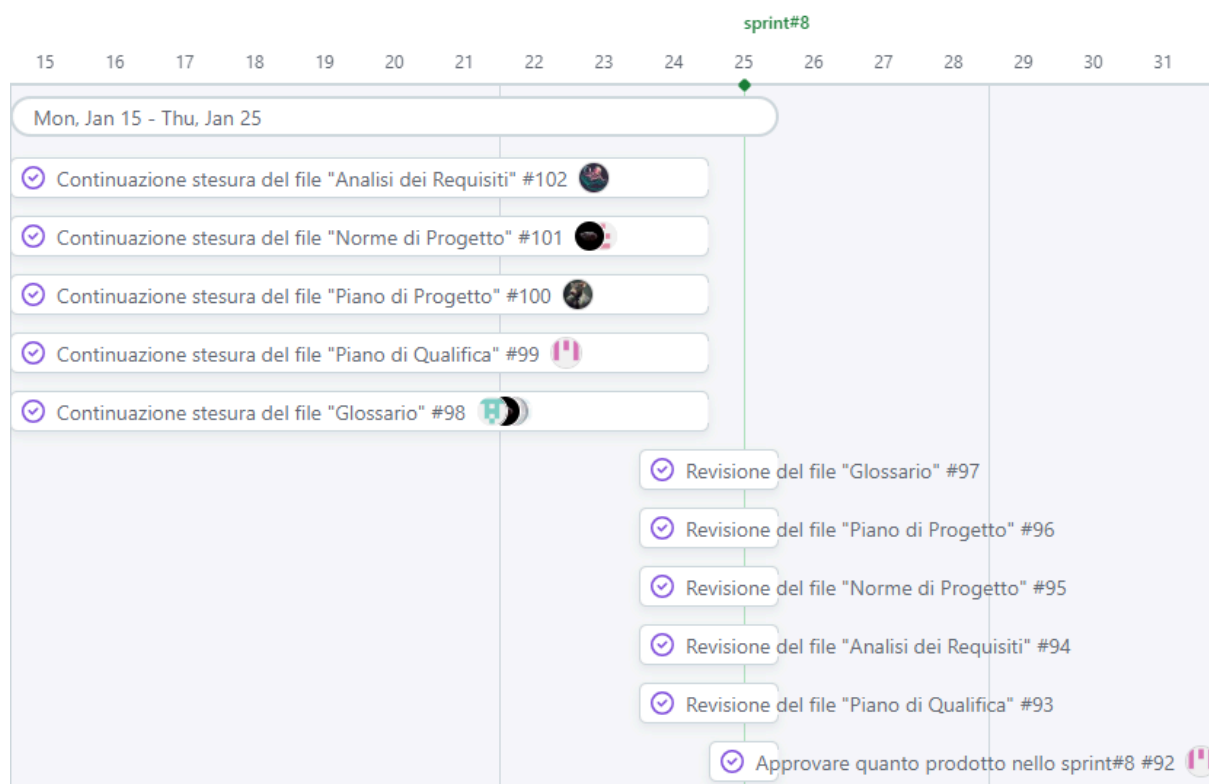 sprint#8
15 16 17 18 19 20 21 22 23 24 25 26 27 28 29 30 31
Mon, Jan 15 - Thu, Jan 25
Continuazione stesura del file "Analisi dei Requisiti" #102
Continuazione stesura del file "Norme di Progetto" #101
Continuazione stesura del file "Piano di Progetto" #100
Continuazione stesura del file "Piano di Qualifica" #99
Continuazione stesura del file "Glossario" #98
Revisione del file "Glossario" #97
Revisione del file "Piano di Progetto" #96
Revisione del file "Norme di Progetto" #95
Revisione del file "Analisi dei Requisiti" #94
Revisione del file "Piano di Qualifica" #93
Approvare quanto prodotto nello sprint#8 #92